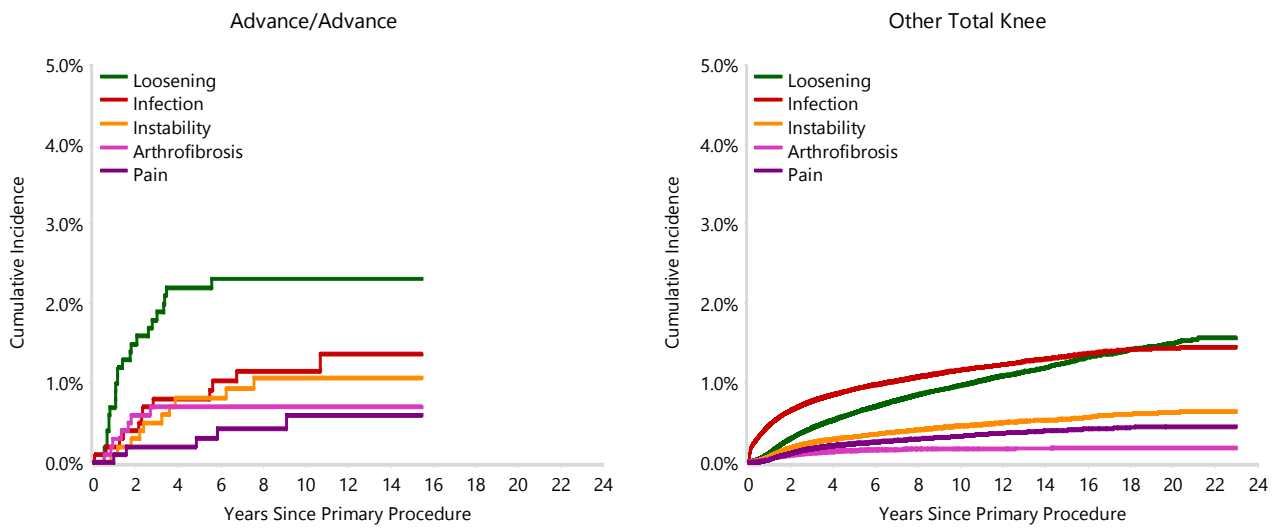 Advance/Advance
5.0%
4.0%
3.0%
2.0%
1.0%
0.0%
Cumulative Incidence
Loosening
Infection
Instability
Arthrofibrosis
Pain
0 2 4 6 8 10 12 14 16 18 20 22 24
Years Since Primary Procedure
Other Total Knee
5.0%
4.0%
3.0%
2.0%
1.0%
0.0%
Cumulative Incidence
Loosening
Infection
Instability
Arthrofibrosis
Pain
0 2 4 6 8 10 12 14 16 18 20 22 24
Years Since Primary Procedure